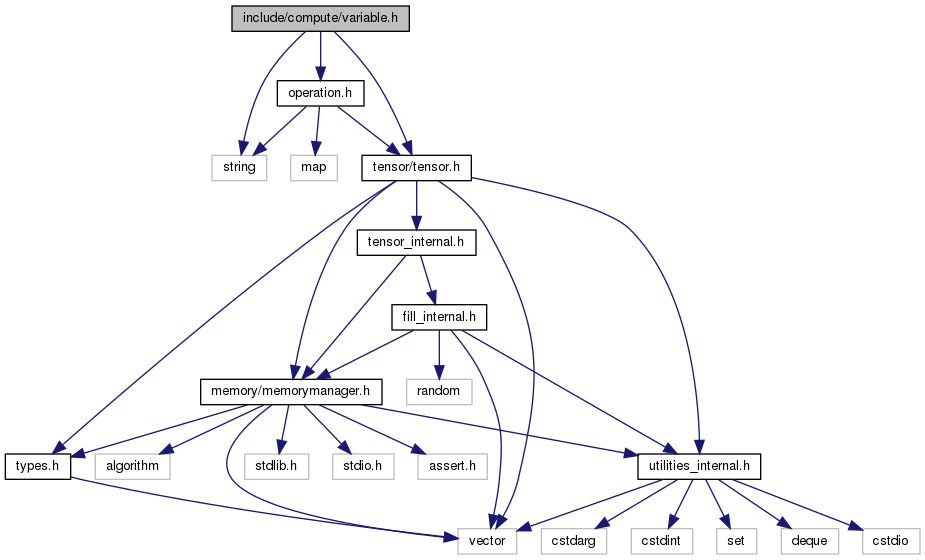 include/compute/variable.h
operation.h
string
map
tensor/tensor.h
tensor_internal.h
fill_internal.h
memory/memorymanager.h
random
types.h
algorithm
stdlib.h
stdio.h
assert.h
utilities_internal.h
vector
cstdarg
cstdint
set
deque
cstdio